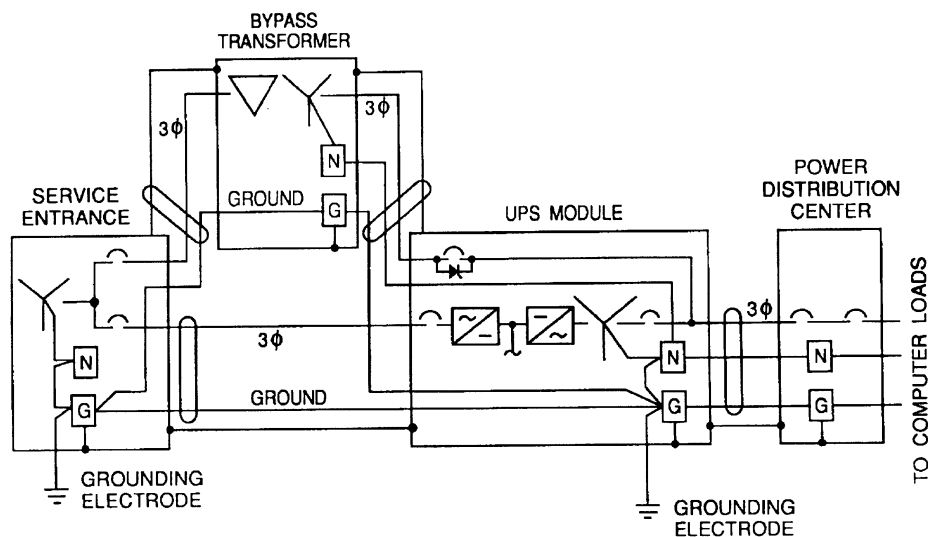 BYPASS
TRANSFORMER
3ϕ
3ϕ
N
SERVICE
ENTRANCE
GROUND
G
UPS MODULE
POWER
DISTRIBUTION
CENTER
3ϕ
3ϕ
N
N
N
G
GROUND
G
G
TO COMPUTER LOADS
GROUNDING
ELECTRODE
GROUNDING
ELECTRODE